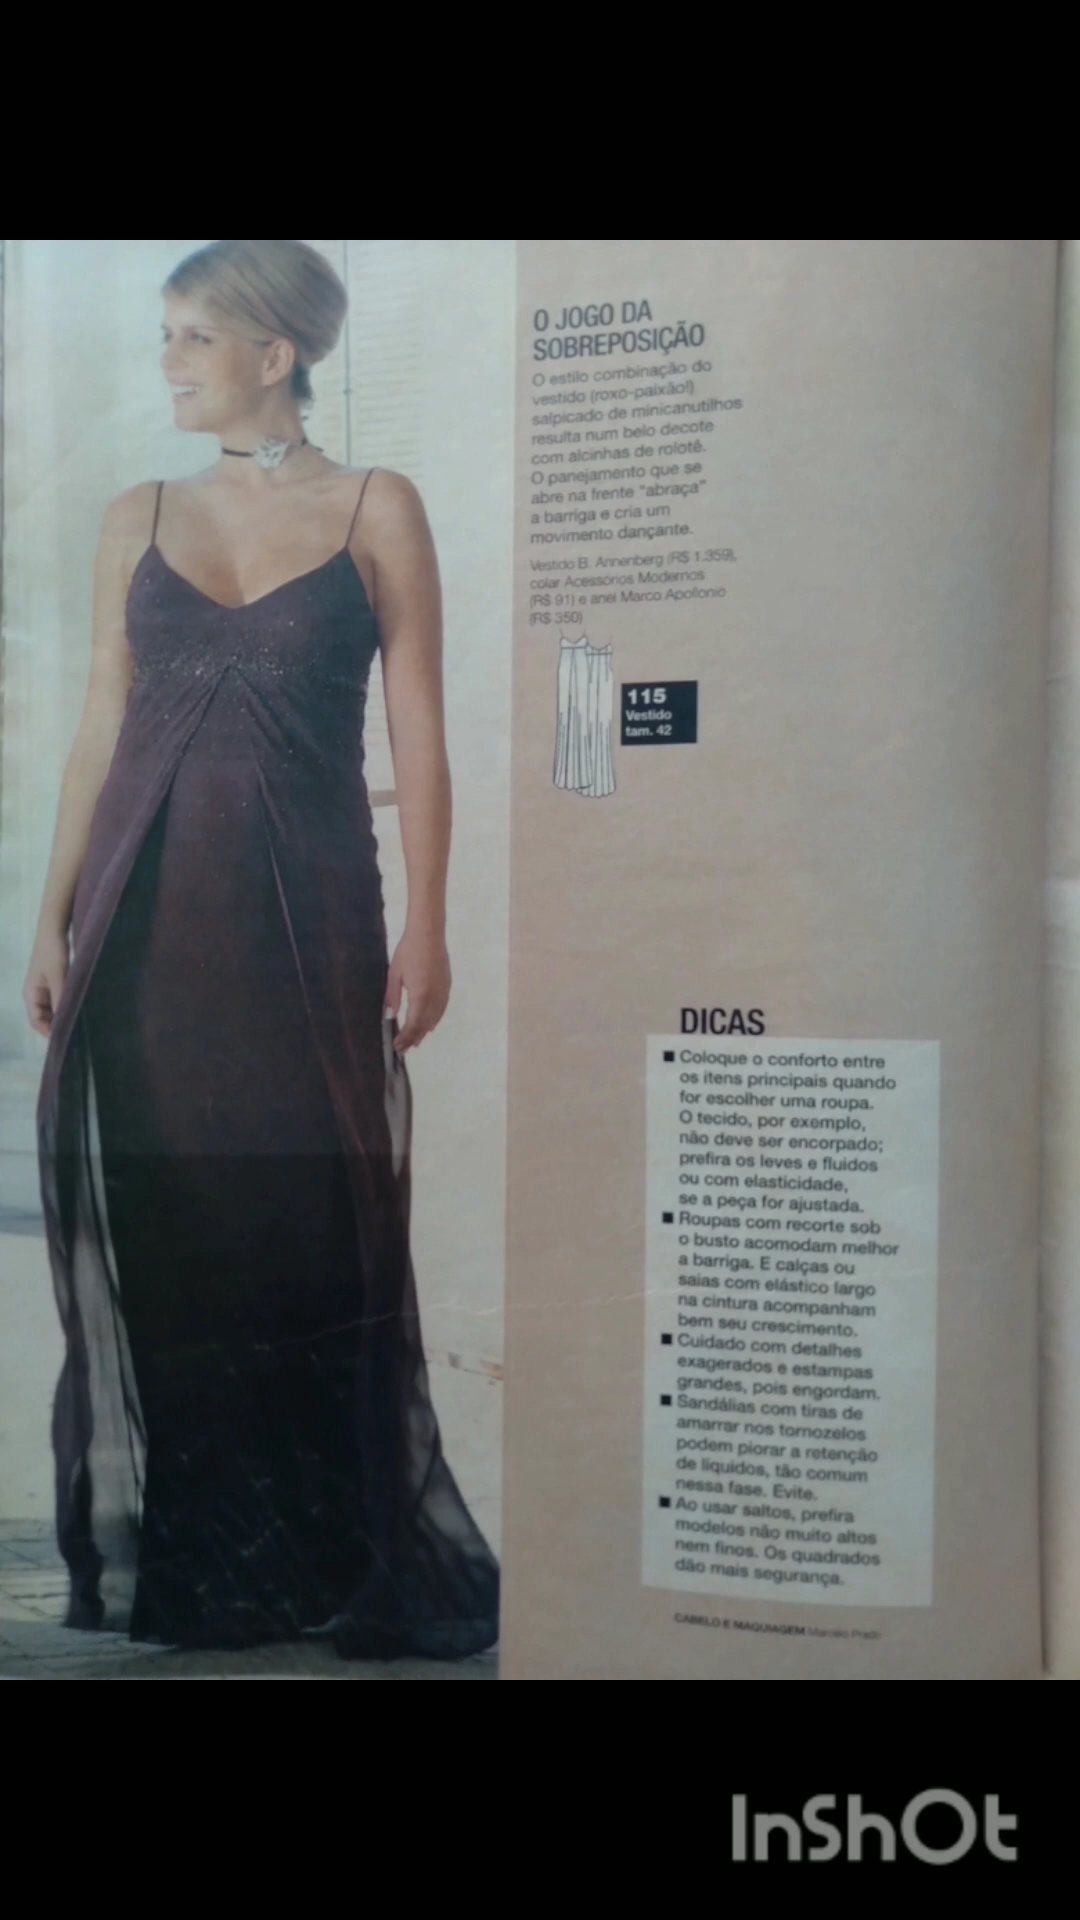 O JOGO DA
SOBREPOSIÇÃO
O estilo combinação do
vestido (roxo-paixão!)
salpicado de minicanutilhos
resulta num belo decote
com alcinhas de rolotê.
O panejamento que se
abre na frente "abraça"
a barriga e cria um
movimento dançante.
Vestido B. Annenberg (R$ 1.359),
colar Acessórios Modernos
(R$ 91) e anel Marco Apollonio
(R$ 350)
115
Vestido
tam. 42
DICAS
■ Coloque o conforto entre
os itens principais quando
for escolher uma roupa.
O tecido, por exemplo,
não deve ser encorpado;
prefira os leves e fluidos
ou com elasticidade,
se a peça for ajustada.
■ Roupas com recorte sob
o busto acomodam melhor
a barriga. E calças ou
saias com elástico largo
na cintura acompanham
bem seu crescimento.
■ Cuidado com detalhes
exagerados e estampas
grandes, pois engordam.
■ Sandálias com tiras de
amarrar nos tornozelos
podem piorar a retenção
de líquidos, tão comum
nessa fase. Evite.
■ Ao usar saltos, prefira
modelos não muito altos
nem finos. Os quadrados
dão mais segurança.
CABELO E MAQUIAGEM Marcelo Prado
InShOt